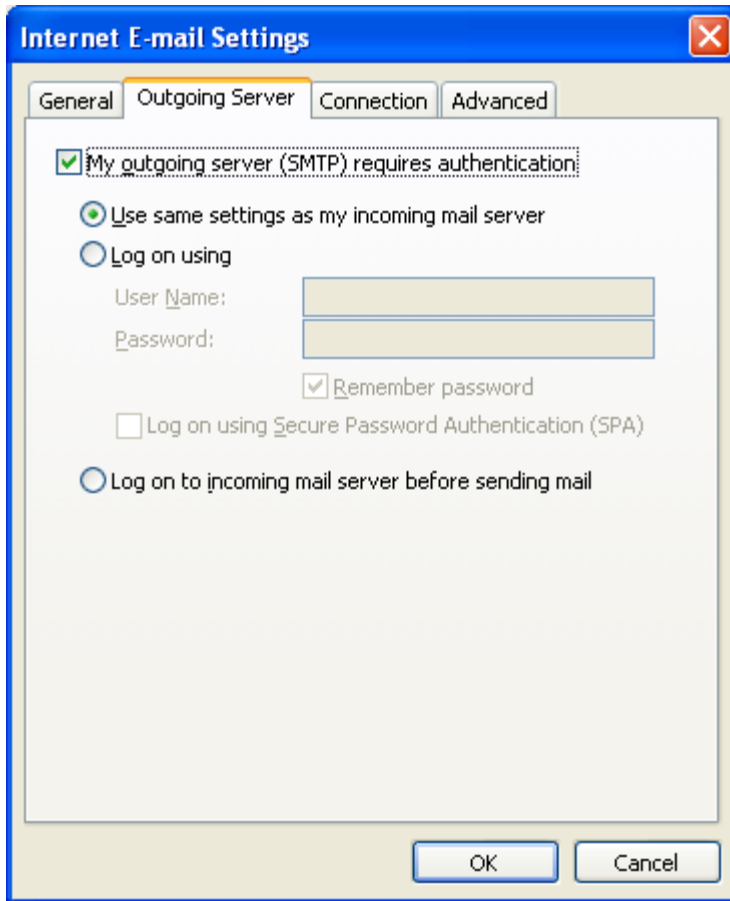 Internet E-mail Settings
General Outgoing Server Connection Advanced
My outgoing server (SMTP) requires authentication
Use same settings as my incoming mail server
Log on using
User Name:
Password:
Remember password
Log on using Secure Password Authentication (SPA)
Log on to incoming mail server before sending mail
OK Cancel